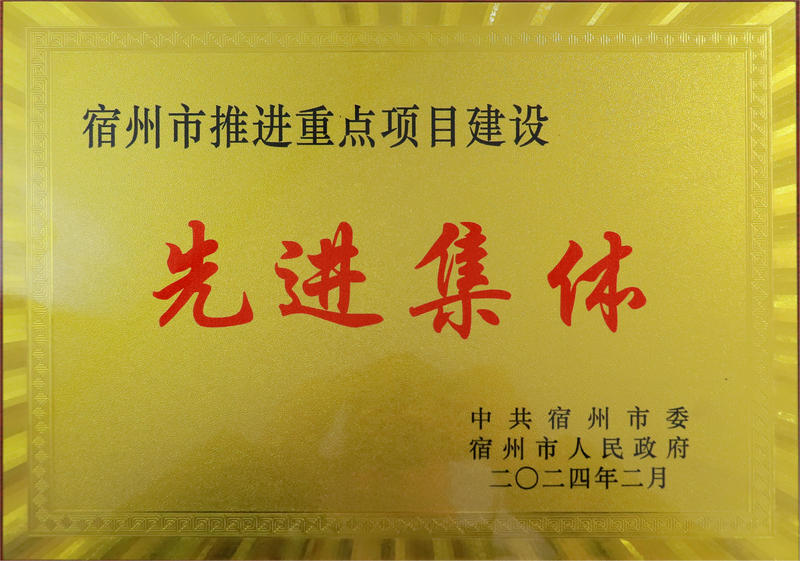 宿州市推进重点项目建设
先进集体
中共宿州市委
宿州市人民政府
二〇二四年二月